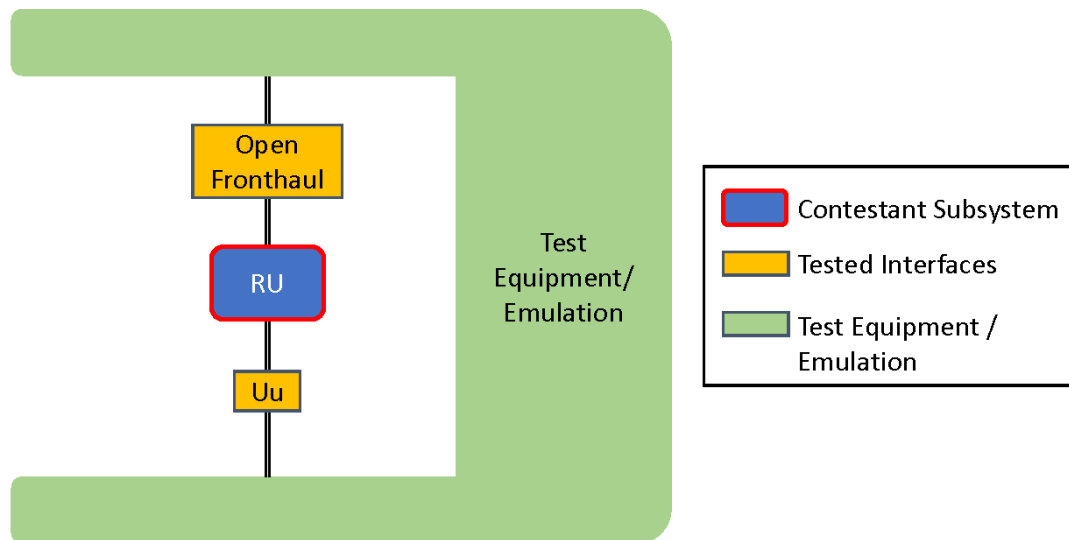 Open
Fronthaul
RU
Uu
Test
Equipment/
Emulation
Contestant Subsystem
Tested Interfaces
Test Equipment /
Emulation